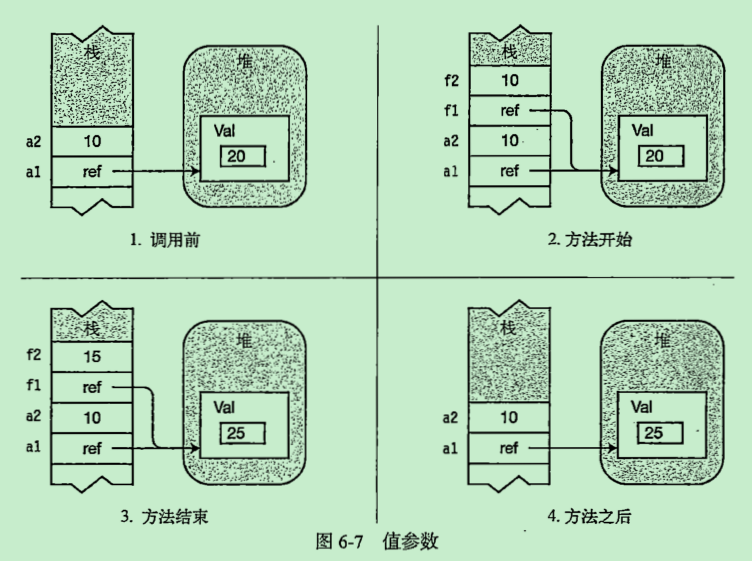 栈
堆
Val
20
a2
10
a1
ref
1. 调用前
栈
堆
f2
10
f1
ref
a2
10
a1
ref
Val
20
2. 方法开始
栈
堆
f2
15
f1
ref
a2
10
a1
ref
Val
25
3. 方法结束
栈
堆
a2
10
a1
ref
Val
25
4. 方法之后
图 6-7 值参数